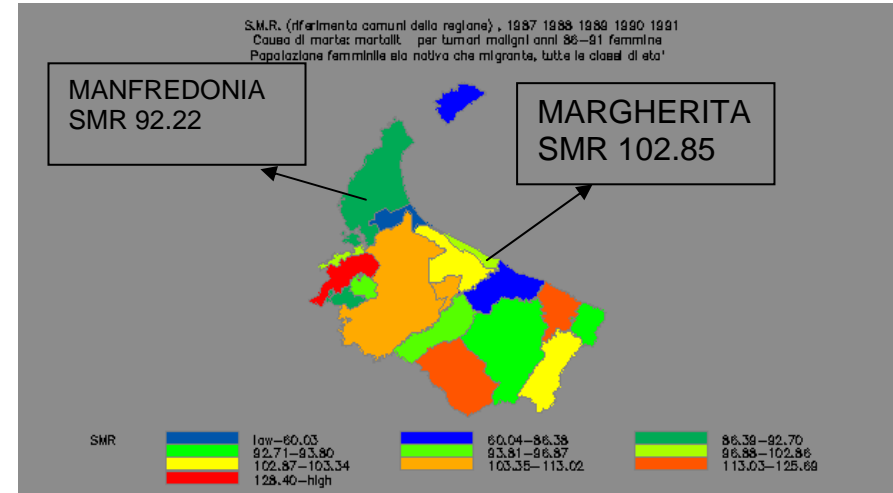 S.M.R. (riferimento comuni della regione) , 1987 1988 1989 1990 1991
Causa di morte: mortalit per tumori maligni anni 86-91 femmine
Popolazione femminile sia nativa che migrante, tutte le classi di eta'
MANFREDONIA
SMR 92.22
MARGHERITA
SMR 102.85
SMR
low-60.03
60.04-86.38
86.39-92.70
92.71-93.80
93.81-96.87
96.88-102.86
102.87-103.34
103.35-113.02
113.03-125.69
128.40-high